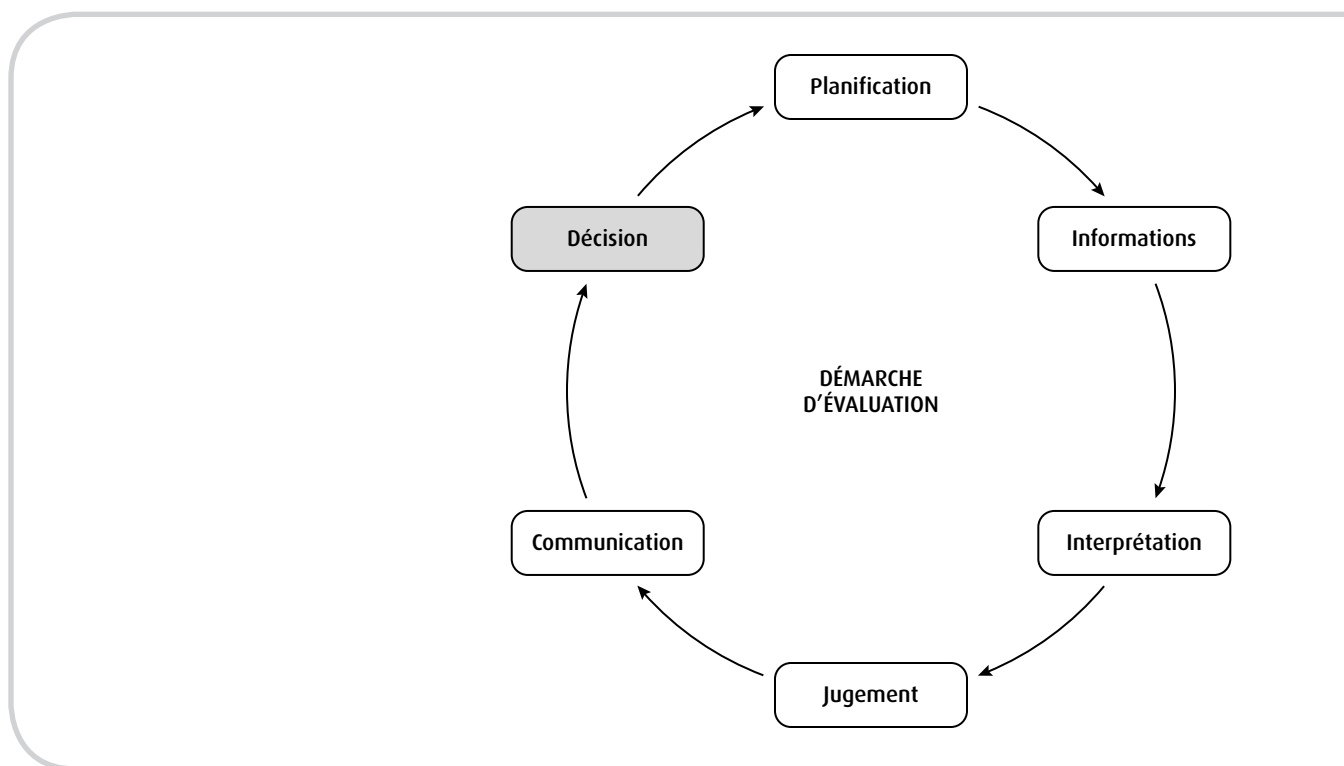 Planification
Décision
Informations
DÉMARCHE
D'ÉVALUATION
Communication
Interprétation
Jugement